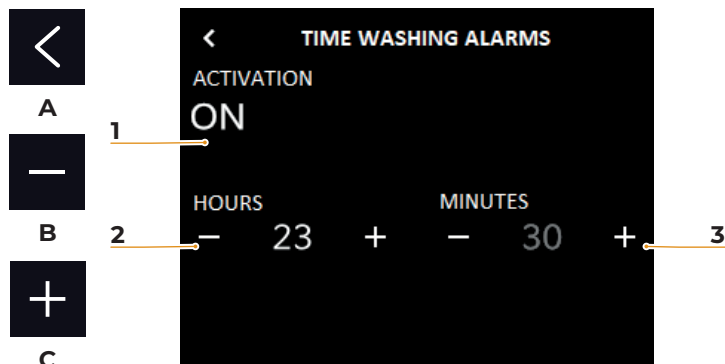 TIME WASHING ALARMS
ACTIVATION
A
ON
1
HOURS
MINUTES
B
2
− 23 +
− 30 +
3
C